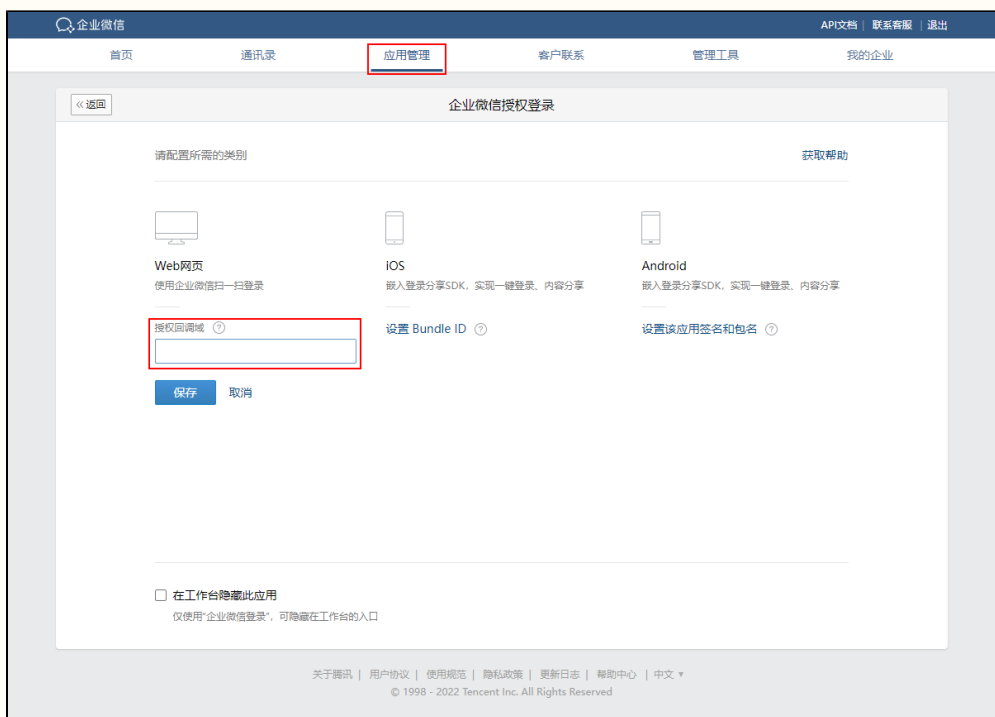 企业微信 API文档 | 联系客服 | 退出
首页 通讯录 应用管理 客户联系 管理工具 我的企业
《返回 企业微信授权登录
请配置所需的类别 获取帮助
Web网页 iOS Android
使用企业微信扫一扫登录 嵌入登录分享SDK，实现一键登录、内容分享 嵌入登录分享SDK，实现一键登录、内容分享
授权回调域 ? 设置 Bundle ID ? 设置该应用签名和包名 ?
保存 取消
在工作台隐藏此应用
仅使用"企业微信登录"，可隐藏在工作台的入口
关于腾讯 | 用户协议 | 使用规范 | 隐私政策 | 更新日志 | 帮助中心 | 中文 ▼
© 1998 - 2022 Tencent Inc. All Rights Reserved